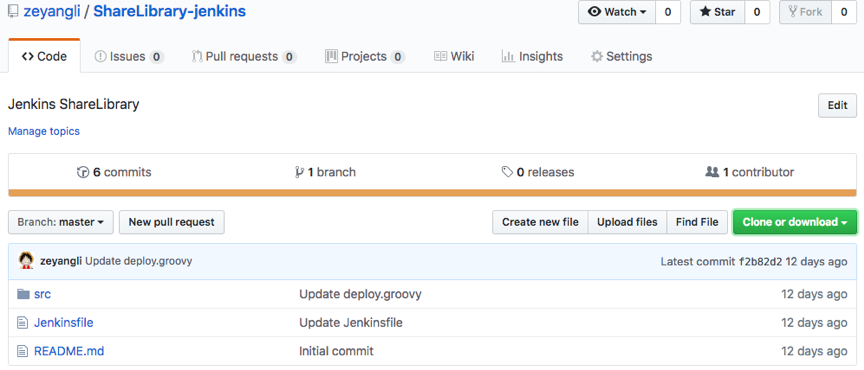 zeyangli / ShareLibrary-jenkins Watch 0 Star 0 Fork 0
Code Issues 0 Pull requests 0 Projects 0 Wiki Insights Settings
Jenkins ShareLibrary Edit
Manage topics
6 commits 1 branch 0 releases 1 contributor
Branch: master New pull request Create new file Upload files Find File Clone or download
zeyangli Update deploy.groovy Latest commit f2b82d2 12 days ago
src Update deploy.groovy 12 days ago
Jenkinsfile Update Jenkinsfile 12 days ago
README.md Initial commit 12 days ago